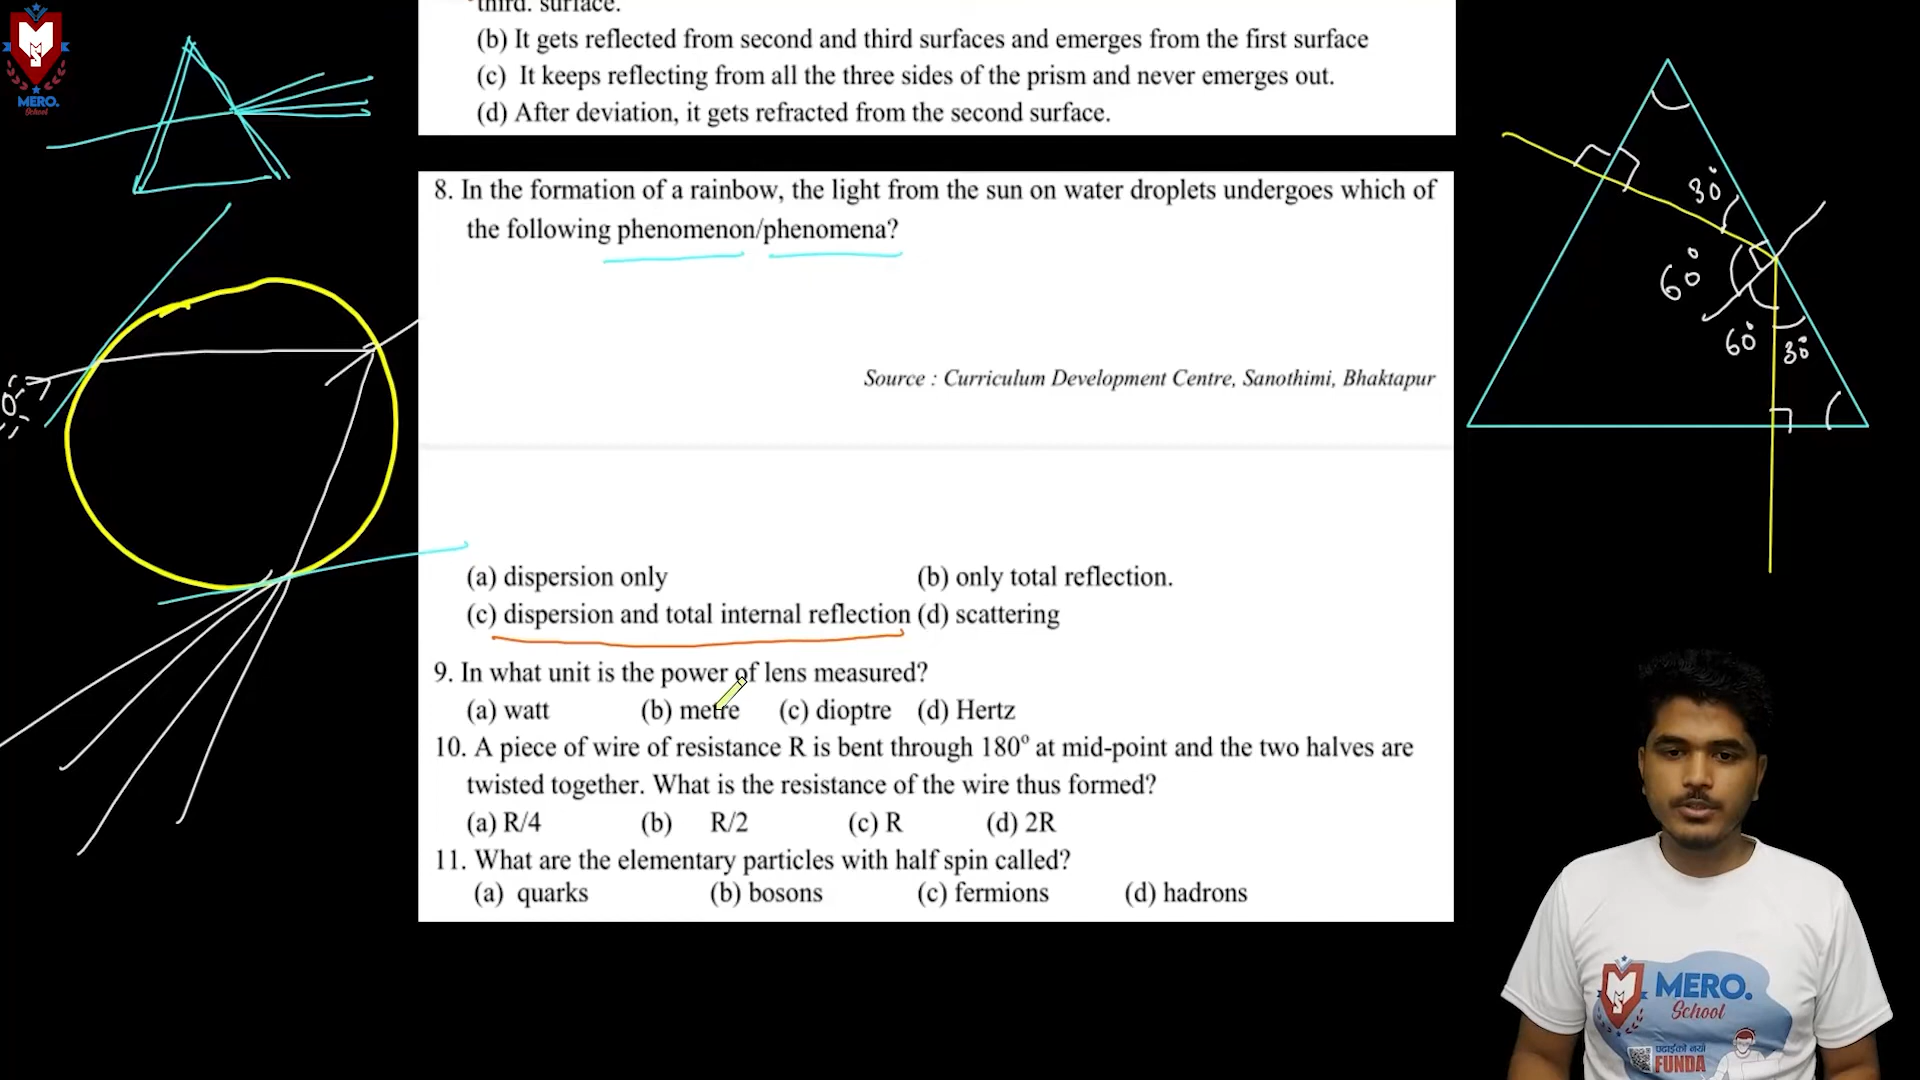 MERO.
School
third. surface.
(b) It gets reflected from second and third surfaces and emerges from the first surface
(c) It keeps reflecting from all the three sides of the prism and never emerges out.
(d) After deviation, it gets refracted from the second surface.
8. In the formation of a rainbow, the light from the sun on water droplets undergoes which of
the following phenomenon/phenomena?
Source : Curriculum Development Centre, Sanothimi, Bhaktapur
(a) dispersion only (b) only total reflection.
(c) dispersion and total internal reflection (d) scattering
9. In what unit is the power of lens measured?
(a) watt (b) metre (c) dioptre (d) Hertz
10. A piece of wire of resistance R is bent through 180° at mid-point and the two halves are
twisted together. What is the resistance of the wire thus formed?
(a) R/4 (b) R/2 (c) R (d) 2R
11. What are the elementary particles with half spin called?
(a) quarks (b) bosons (c) fermions (d) hadrons
30°
60°
60° 30°
MERO.
School
पढाईको नयाँ
FUNDA